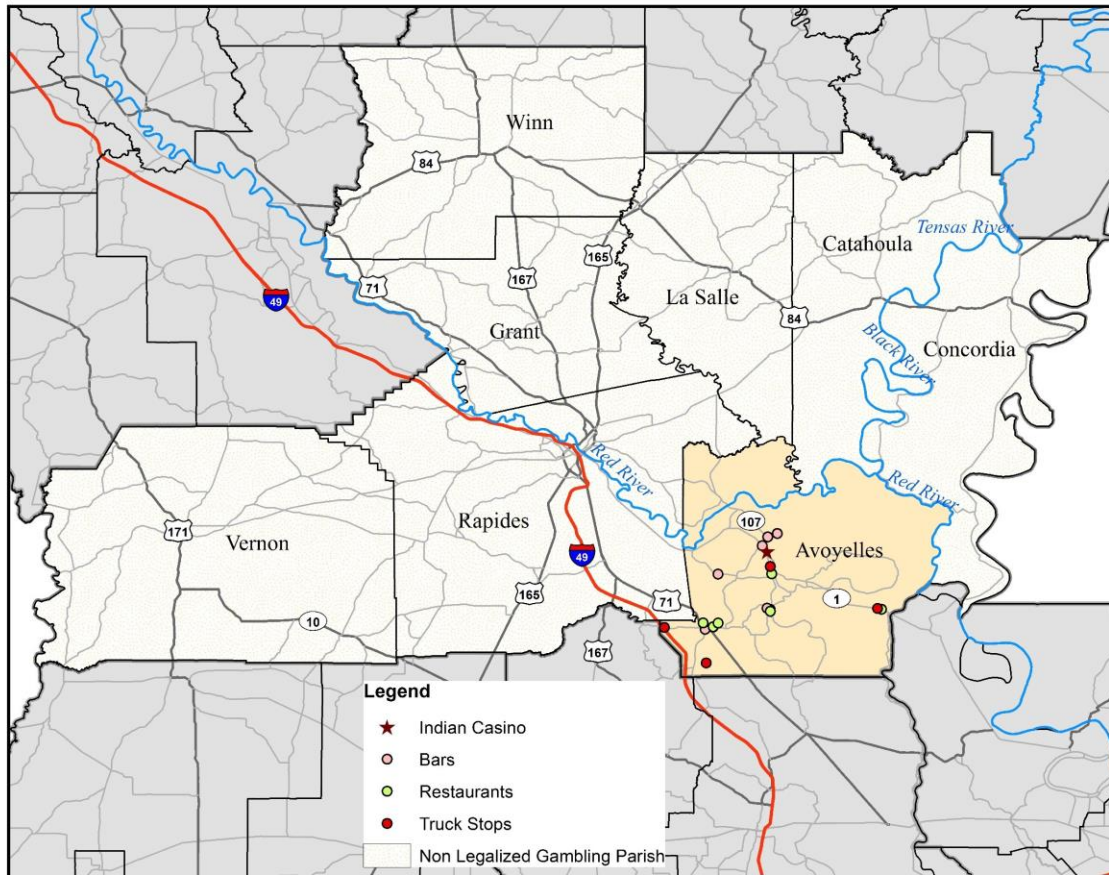 Winn
84
Tensas River
Catahoula
165
167
71
49
La Salle
84
Grant
Black River
Concordia
Red River
Red River
107
171
Vernon
Rapides
49
Avoyelles
165
71
1
10
167
Legend
Indian Casino
Bars
Restaurants
Truck Stops
Non Legalized Gambling Parish